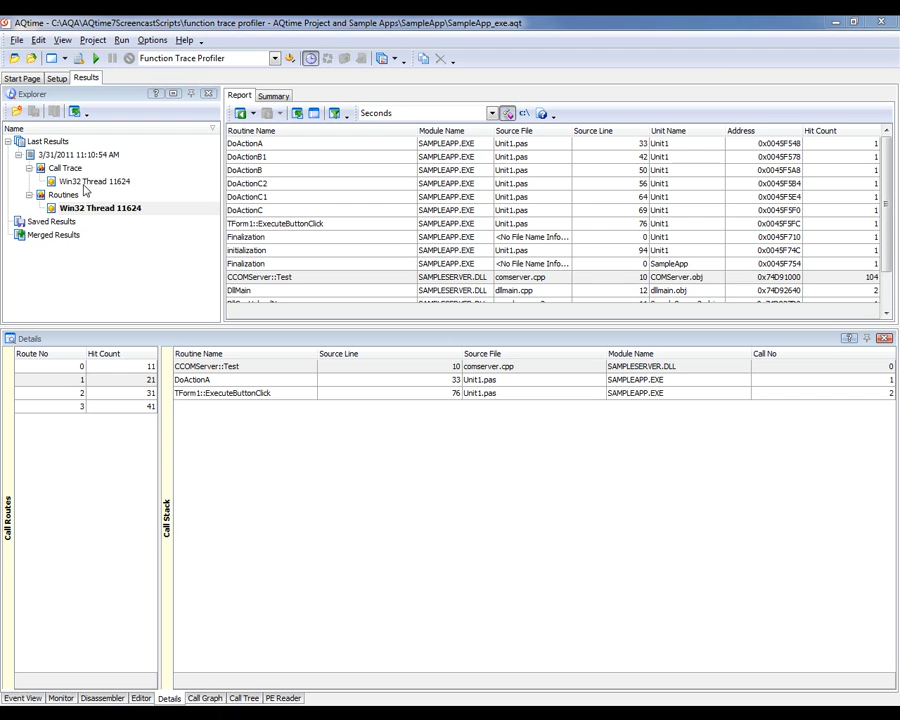 AQtime - C:\AQA\AQtime7ScreencastScripts\function trace profiler\AQtime Project and Sample Apps\SampleApp\SampleApp_exe.aqt
File Edit View Project Run Options Help
Function Trace Profiler
Start Page Setup Results
Explorer
Report Summary
Seconds
Name
Last Results
3/31/2011 11:10:54 AM
Call Trace
Win32 Thread 11624
Routines
Win32 Thread 11624
Saved Results
Merged Results
Routine Name Module Name Source File Source Line Unit Name Address Hit Count
DoActionA SAMPLEAPP.EXE Unit1.pas 33 Unit1 0x0045F548 1
DoActionB1 SAMPLEAPP.EXE Unit1.pas 42 Unit1 0x0045F578 1
DoActionB SAMPLEAPP.EXE Unit1.pas 50 Unit1 0x0045F5A8 1
DoActionC2 SAMPLEAPP.EXE Unit1.pas 56 Unit1 0x0045F5B4 1
DoActionC1 SAMPLEAPP.EXE Unit1.pas 64 Unit1 0x0045F5E4 1
DoActionC SAMPLEAPP.EXE Unit1.pas 69 Unit1 0x0045F5F0 1
TForm1::ExecuteButtonClick SAMPLEAPP.EXE Unit1.pas 76 Unit1 0x0045F5FC 1
Finalization SAMPLEAPP.EXE <No File Name Info... 0 Unit1 0x0045F710 1
initialization SAMPLEAPP.EXE Unit1.pas 94 Unit1 0x0045F740 1
Finalization SAMPLEAPP.EXE <No File Name Info... 0 SampleApp 0x0045F754 1
CCOMServer::Test SAMPLESERVER.DLL comserver.cpp 10 COMServer.obj 0x74D91000 104
DllMain SAMPLESERVER.DLL dllmain.cpp 12 dllmain.obj 0x74D92640 2
Details
Route No Hit Count
0 11
1 21
2 31
3 41
Call Routes
Call Stack
Routine Name Source Line Source File Module Name Call No
CCOMServer::Test 10 comserver.cpp SAMPLESERVER.DLL 0
DoActionA 33 Unit1.pas SAMPLEAPP.EXE 1
TForm1::ExecuteButtonClick 76 Unit1.pas SAMPLEAPP.EXE 2
Event View Monitor Disassembler Editor Details Call Graph Call Tree PE Reader